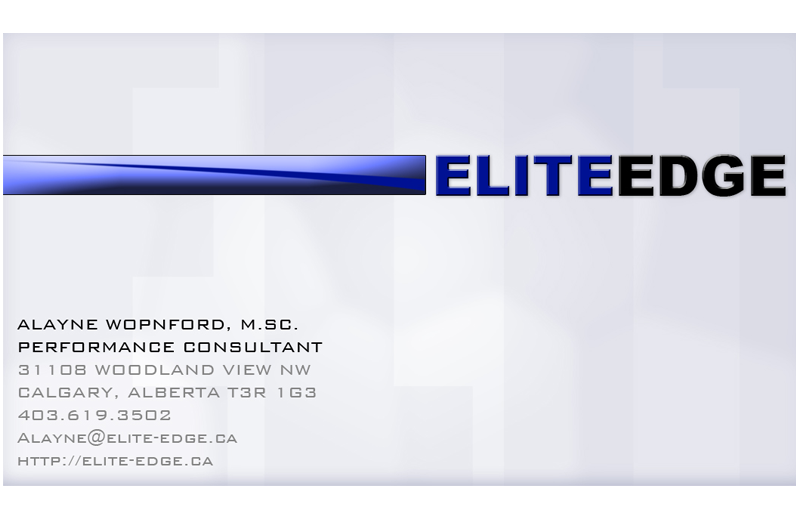 ELITEEDGE
ALAYNE WOPNFORD, M.SC.
PERFORMANCE CONSULTANT
31108 WOODLAND VIEW NW
CALGARY, ALBERTA T3R 1G3
403.619.3502
ALAYNE@ELITE-EDGE.CA
HTTP://ELITE-EDGE.CA